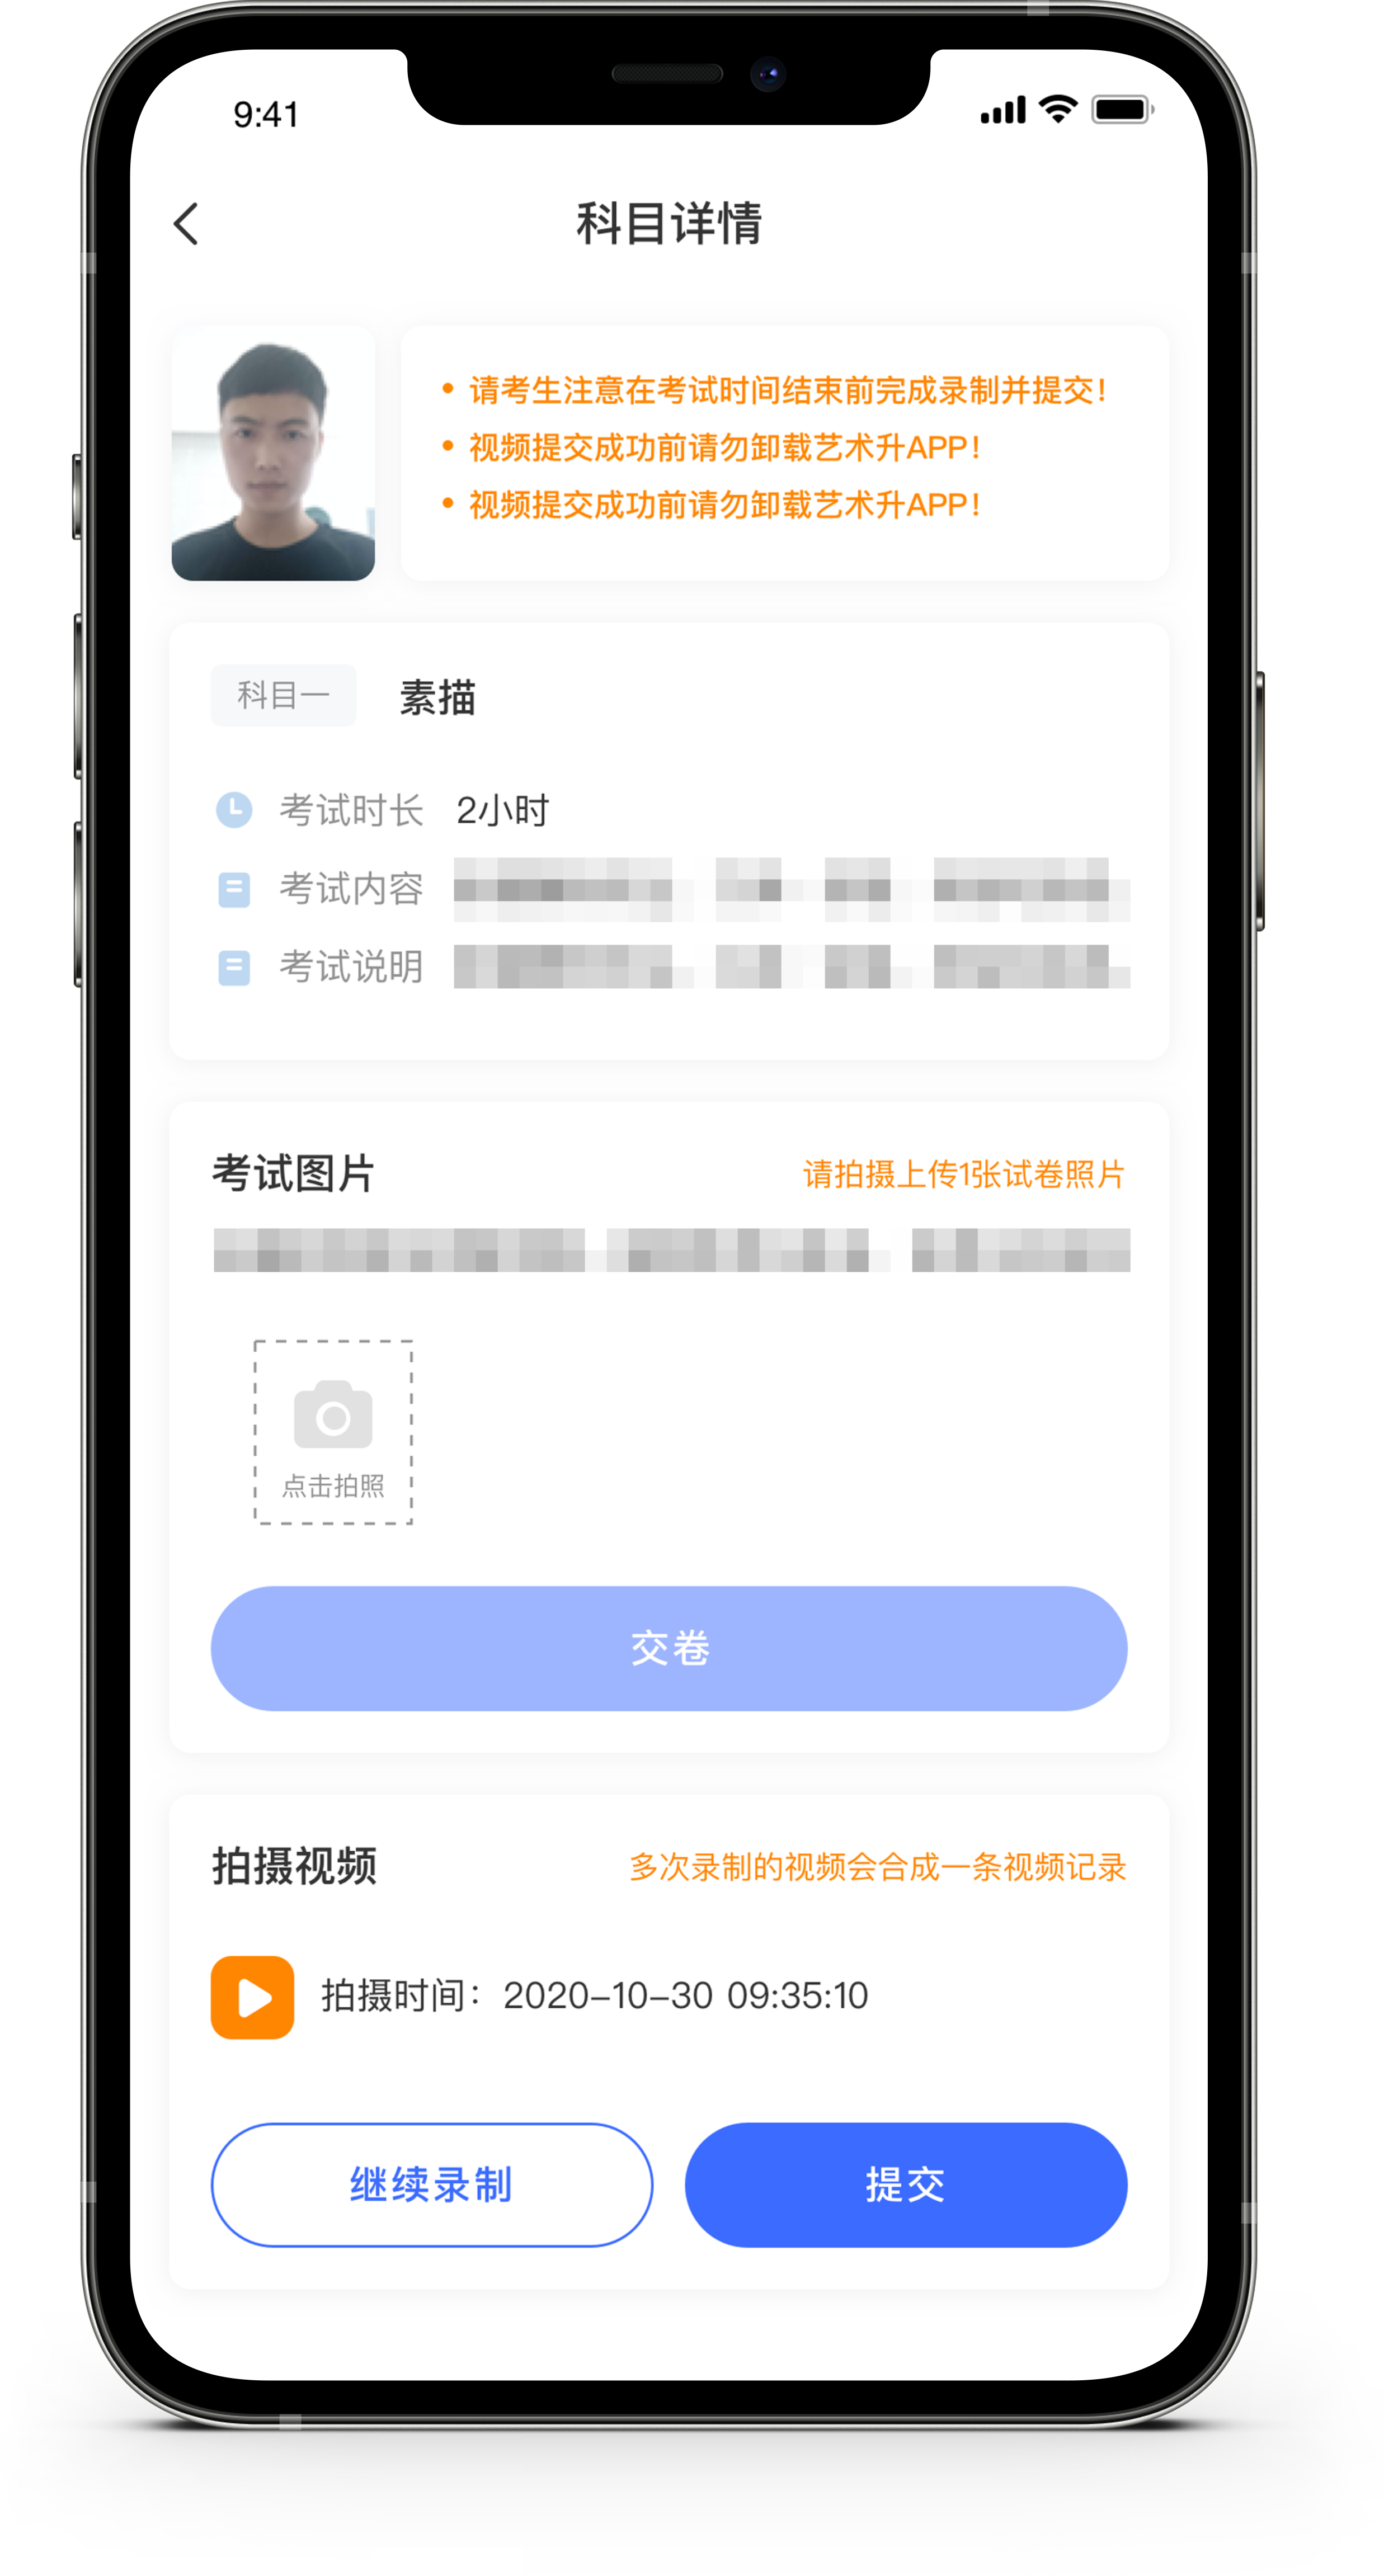 9:41
科目详情
• 请考生注意在考试时间结束前完成录制并提交！
• 视频提交成功前请勿卸载艺术升APP！
• 视频提交成功前请勿卸载艺术升APP！
科目一 素描
考试时长 2小时
考试内容
考试说明
考试图片 请拍摄上传1张试卷照片
点击拍照
交卷
拍摄视频 多次录制的视频会合成一条视频记录
拍摄时间：2020-10-30 09:35:10
继续录制 提交